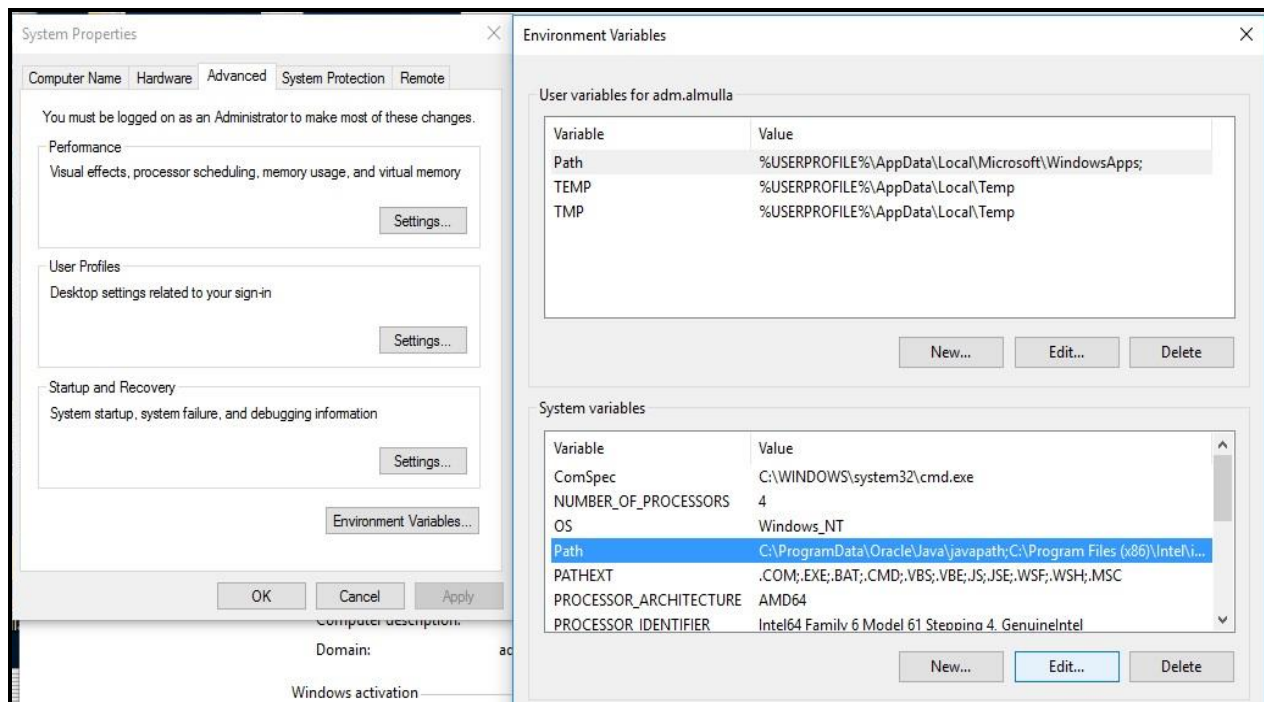 System Properties
Computer Name Hardware Advanced System Protection Remote
You must be logged on as an Administrator to make most of these changes.
Performance
Visual effects, processor scheduling, memory usage, and virtual memory
Settings...
User Profiles
Desktop settings related to your sign-in
Settings...
Startup and Recovery
System startup, system failure, and debugging information
Settings...
Environment Variables...
OK Cancel Apply
Computer description:
Domain:
Windows activation
Environment Variables
User variables for adm.almulla
Variable Value
Path %USERPROFILE%\AppData\Local\Microsoft\WindowsApps;
TEMP %USERPROFILE%\AppData\Local\Temp
TMP %USERPROFILE%\AppData\Local\Temp
New... Edit... Delete
System variables
Variable Value
ComSpec C:\WINDOWS\system32\cmd.exe
NUMBER_OF_PROCESSORS 4
OS Windows_NT
Path C:\ProgramData\Oracle\Java\javapath;C:\Program Files (x86)\Intel\i...
PATHEXT .COM;.EXE;.BAT;.CMD;.VBS;.VBE;.JS;.JSE;.WSF;.WSH;.MSC
PROCESSOR_ARCHITECTURE AMD64
PROCESSOR_IDENTIFIER Intel64 Family 6 Model 61 Stepping 4, GenuineIntel
New... Edit... Delete